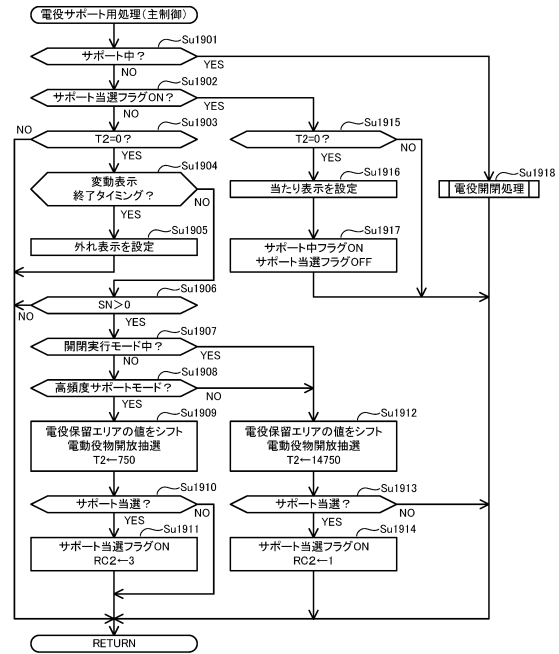 電役サポート用処理(主制御)
Su1901
サポート中?
YES
NO
Su1902
サポート当選フラグON?
YES
NO
Su1903
NO
T2=0?
YES
Su1904
変動表示
終了タイミング?
NO
YES
Su1905
外れ表示を設定
Su1915
T2=0?
NO
YES
Su1916
当たり表示を設定
Su1917
サポート中フラグON
サポート当選フラグOFF
Su1918
電役開閉処理
Su1906
SN>0
NO
YES
Su1907
開閉実行モード中?
YES
NO
Su1908
高頻度サポートモード?
NO
YES
Su1909
電役保留エリアの値をシフト
電動役物開放抽選
T2←750
Su1912
電役保留エリアの値をシフト
電動役物開放抽選
T2←14750
Su1910
サポート当選?
NO
YES
Su1911
サポート当選フラグON
RC2←3
Su1913
サポート当選?
NO
YES
Su1914
サポート当選フラグON
RC2←1
RETURN